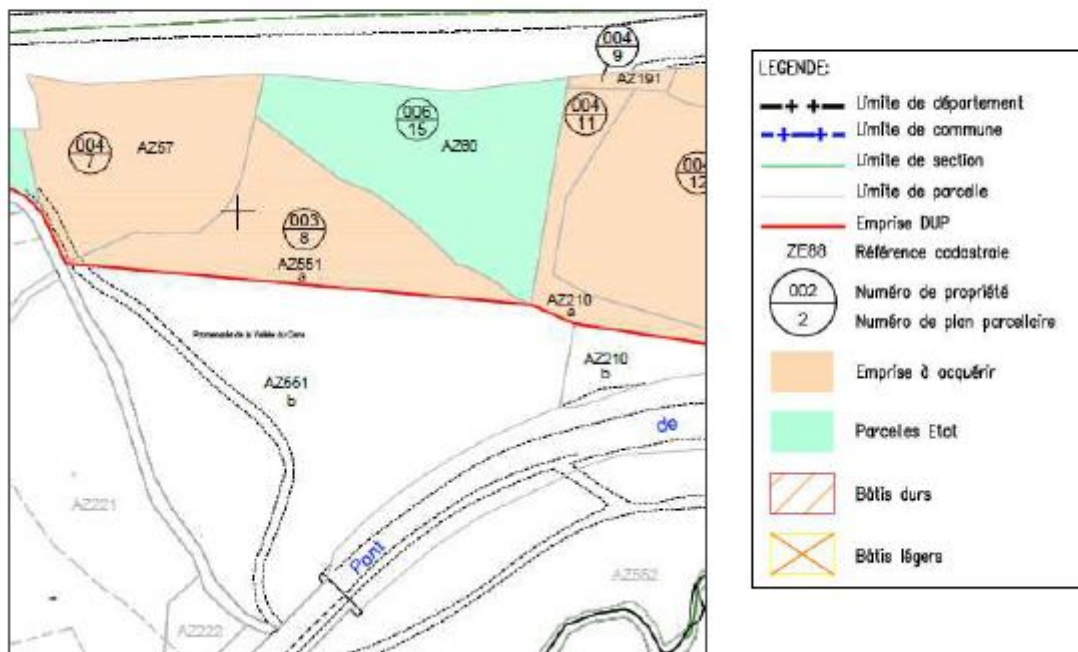 004
9
AZ191
004
11
006
15
AZ80
004
7
AZ57
004
12
003
8
AZ551
a
AZ210
a
AZ210
b
AZ551
b
de
Pont
AZ221
AZ222
AZ552
LEGENDE:
Limite de département
Limite de commune
Limite de section
Limite de parcelle
Emprise DUP
ZE88 Référence cadastrale
002 Numéro de propriété
2 Numéro de plan parcellaire
Emprise à acquérir
Parcelles Etat
Bâtis durs
Bâtis légers